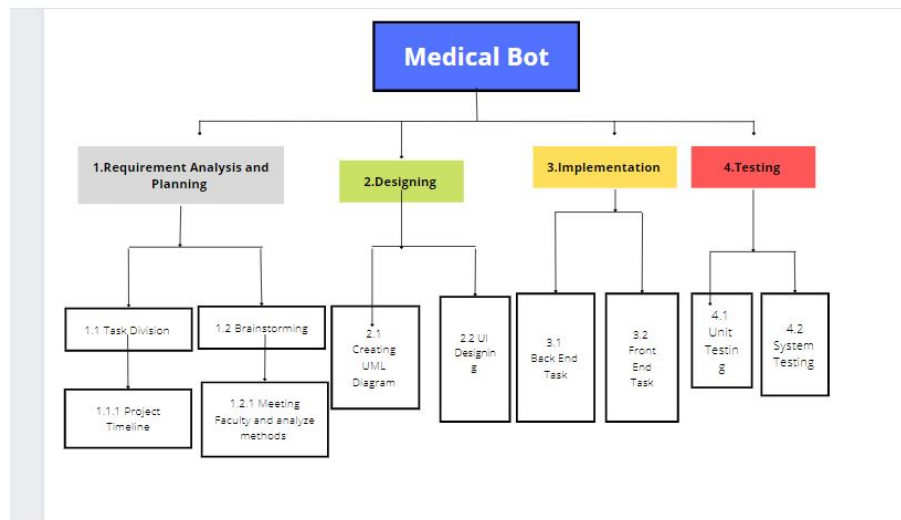 Medical Bot
1.Requirement Analysis and
Planning
2.Designing
3.Implementation
4.Testing
1.1 Task Division
1.2 Brainstorming
1.1.1 Project
Timeline
1.2.1 Meeting
Faculty and analyze
methods
2.1
Creating
UML
Diagram
2.2 UI
Designin
g
3.1
Back End
Task
3.2
Front
End
Task
4.1
Unit
Testin
g
4.2
System
Testing